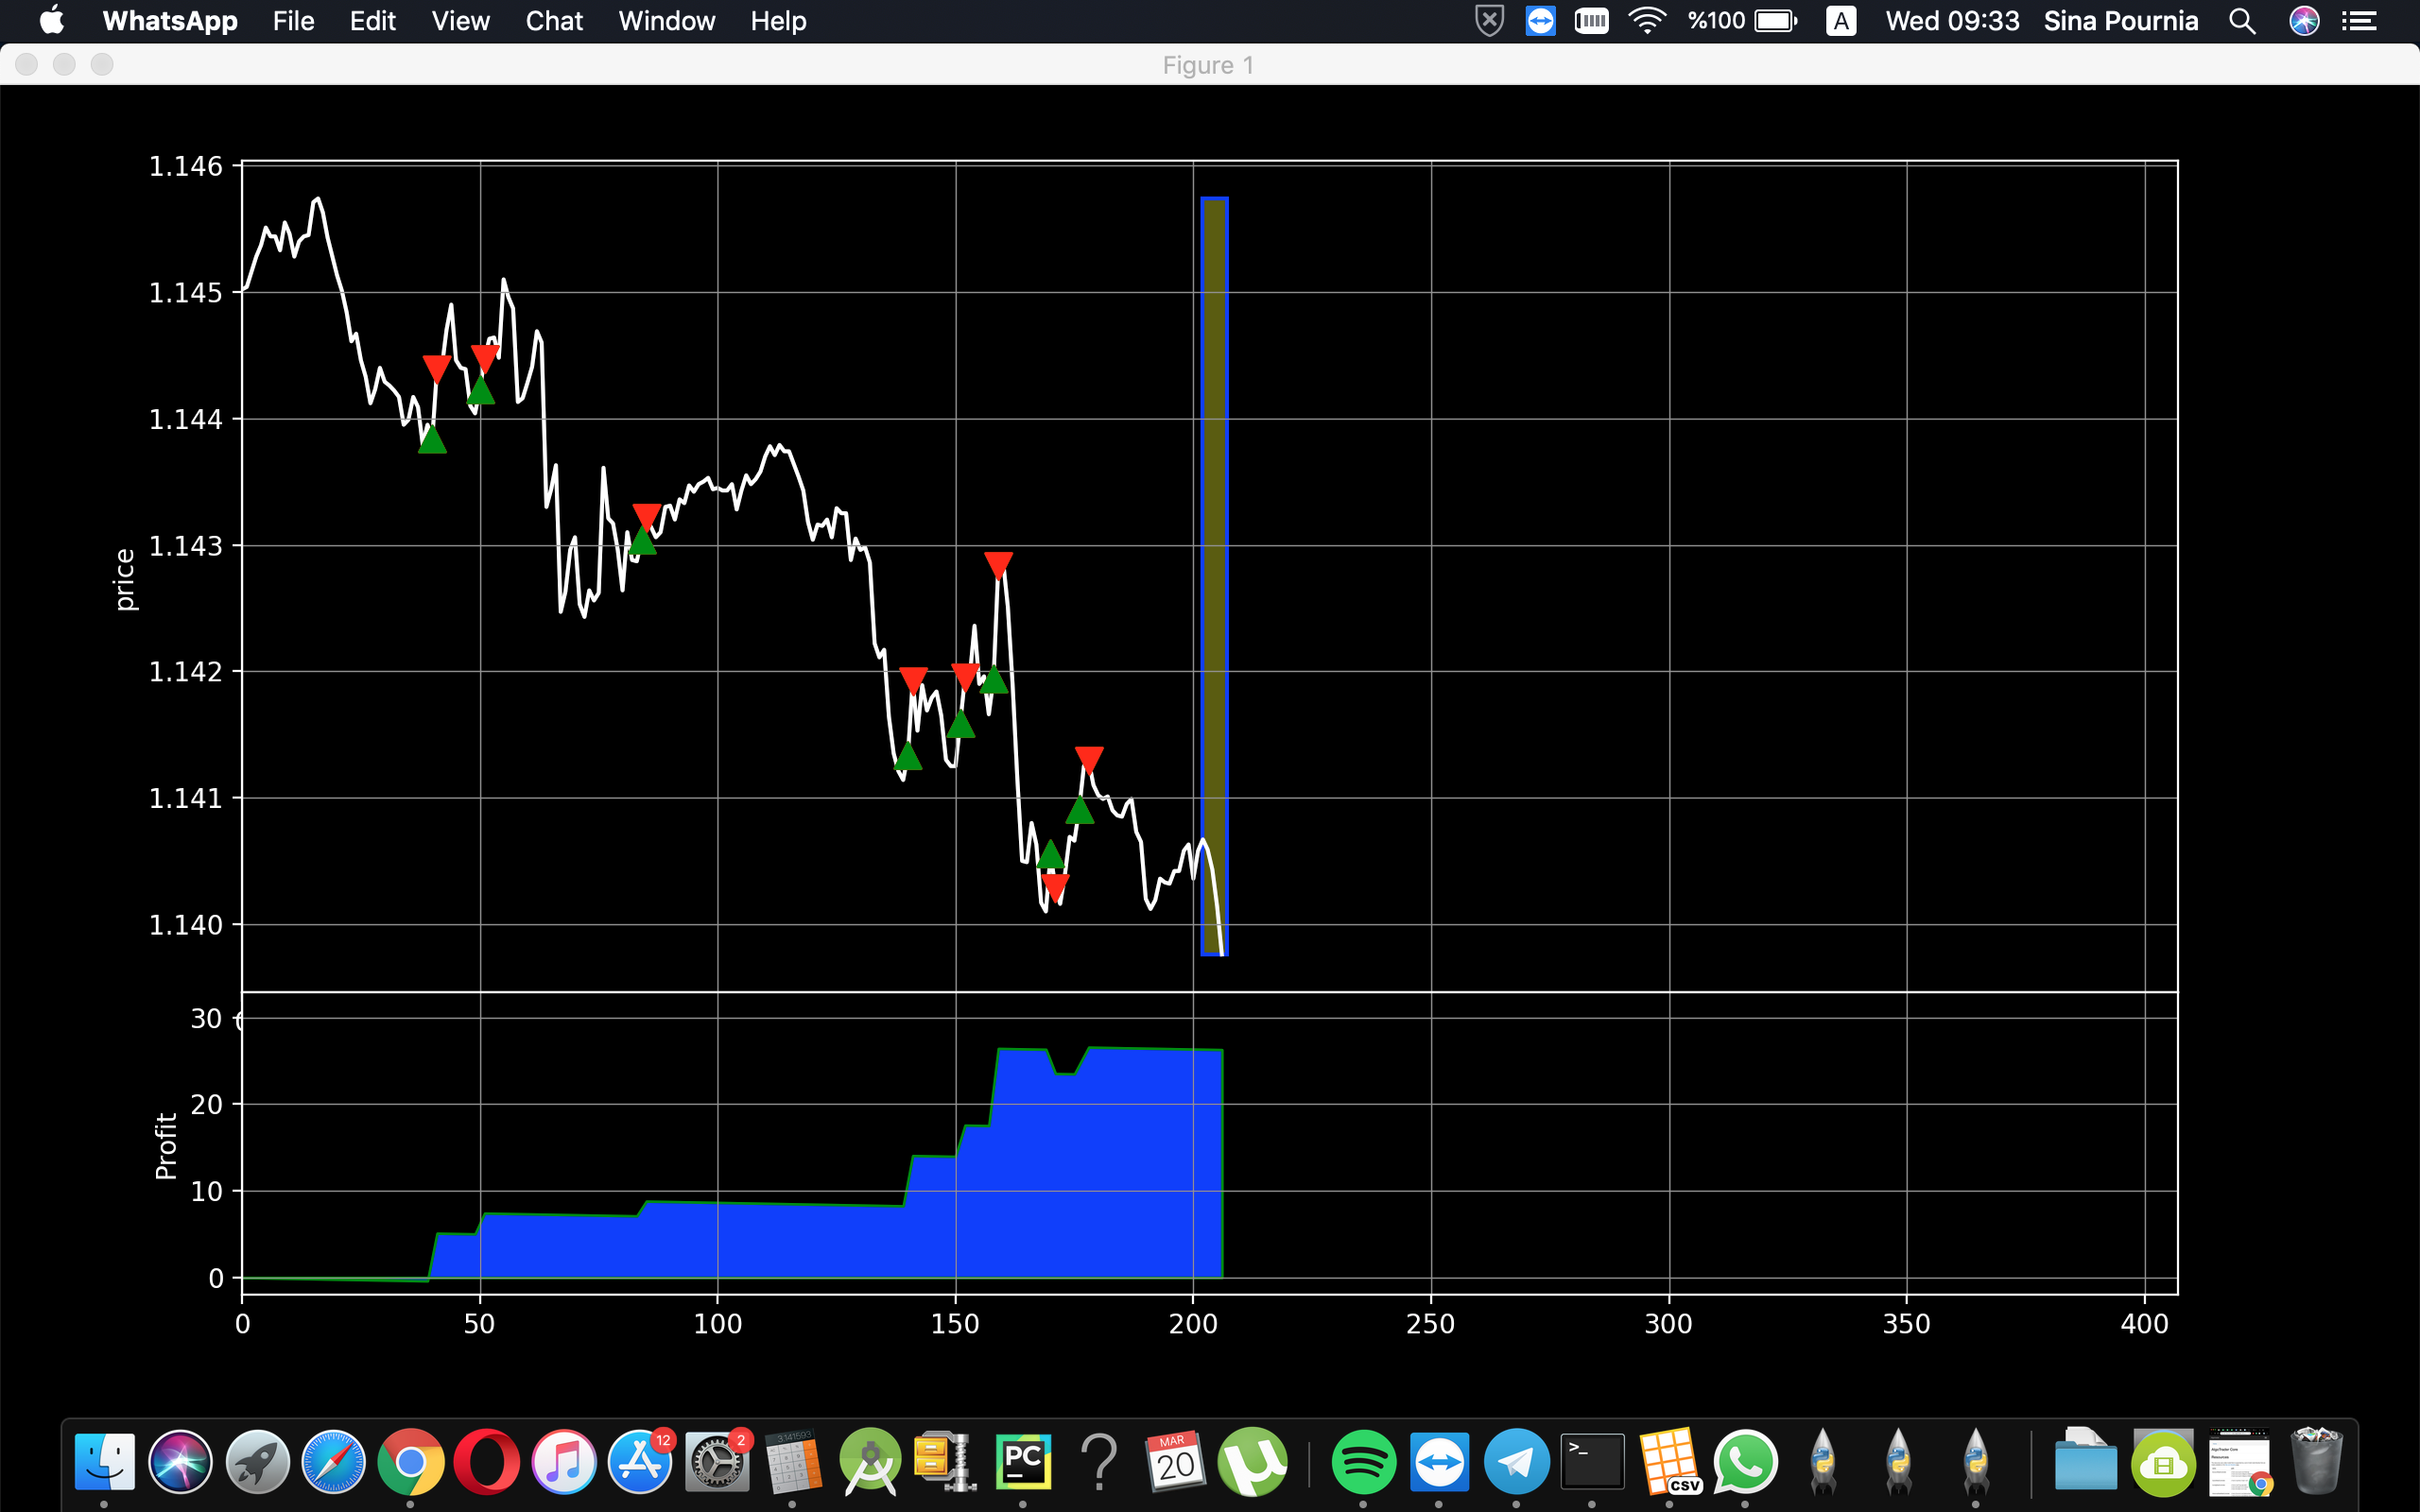 WhatsApp File Edit View Chat Window Help %100 A Wed 09:33 Sina Pournia
Figure 1
1.146
1.145
1.144
1.143
1.142
1.141
1.140
price
30
20
10
0
Profit
0 50 100 150 200 250 300 350 400
12 2 3.141593 PC MAR 20 >_ CSV